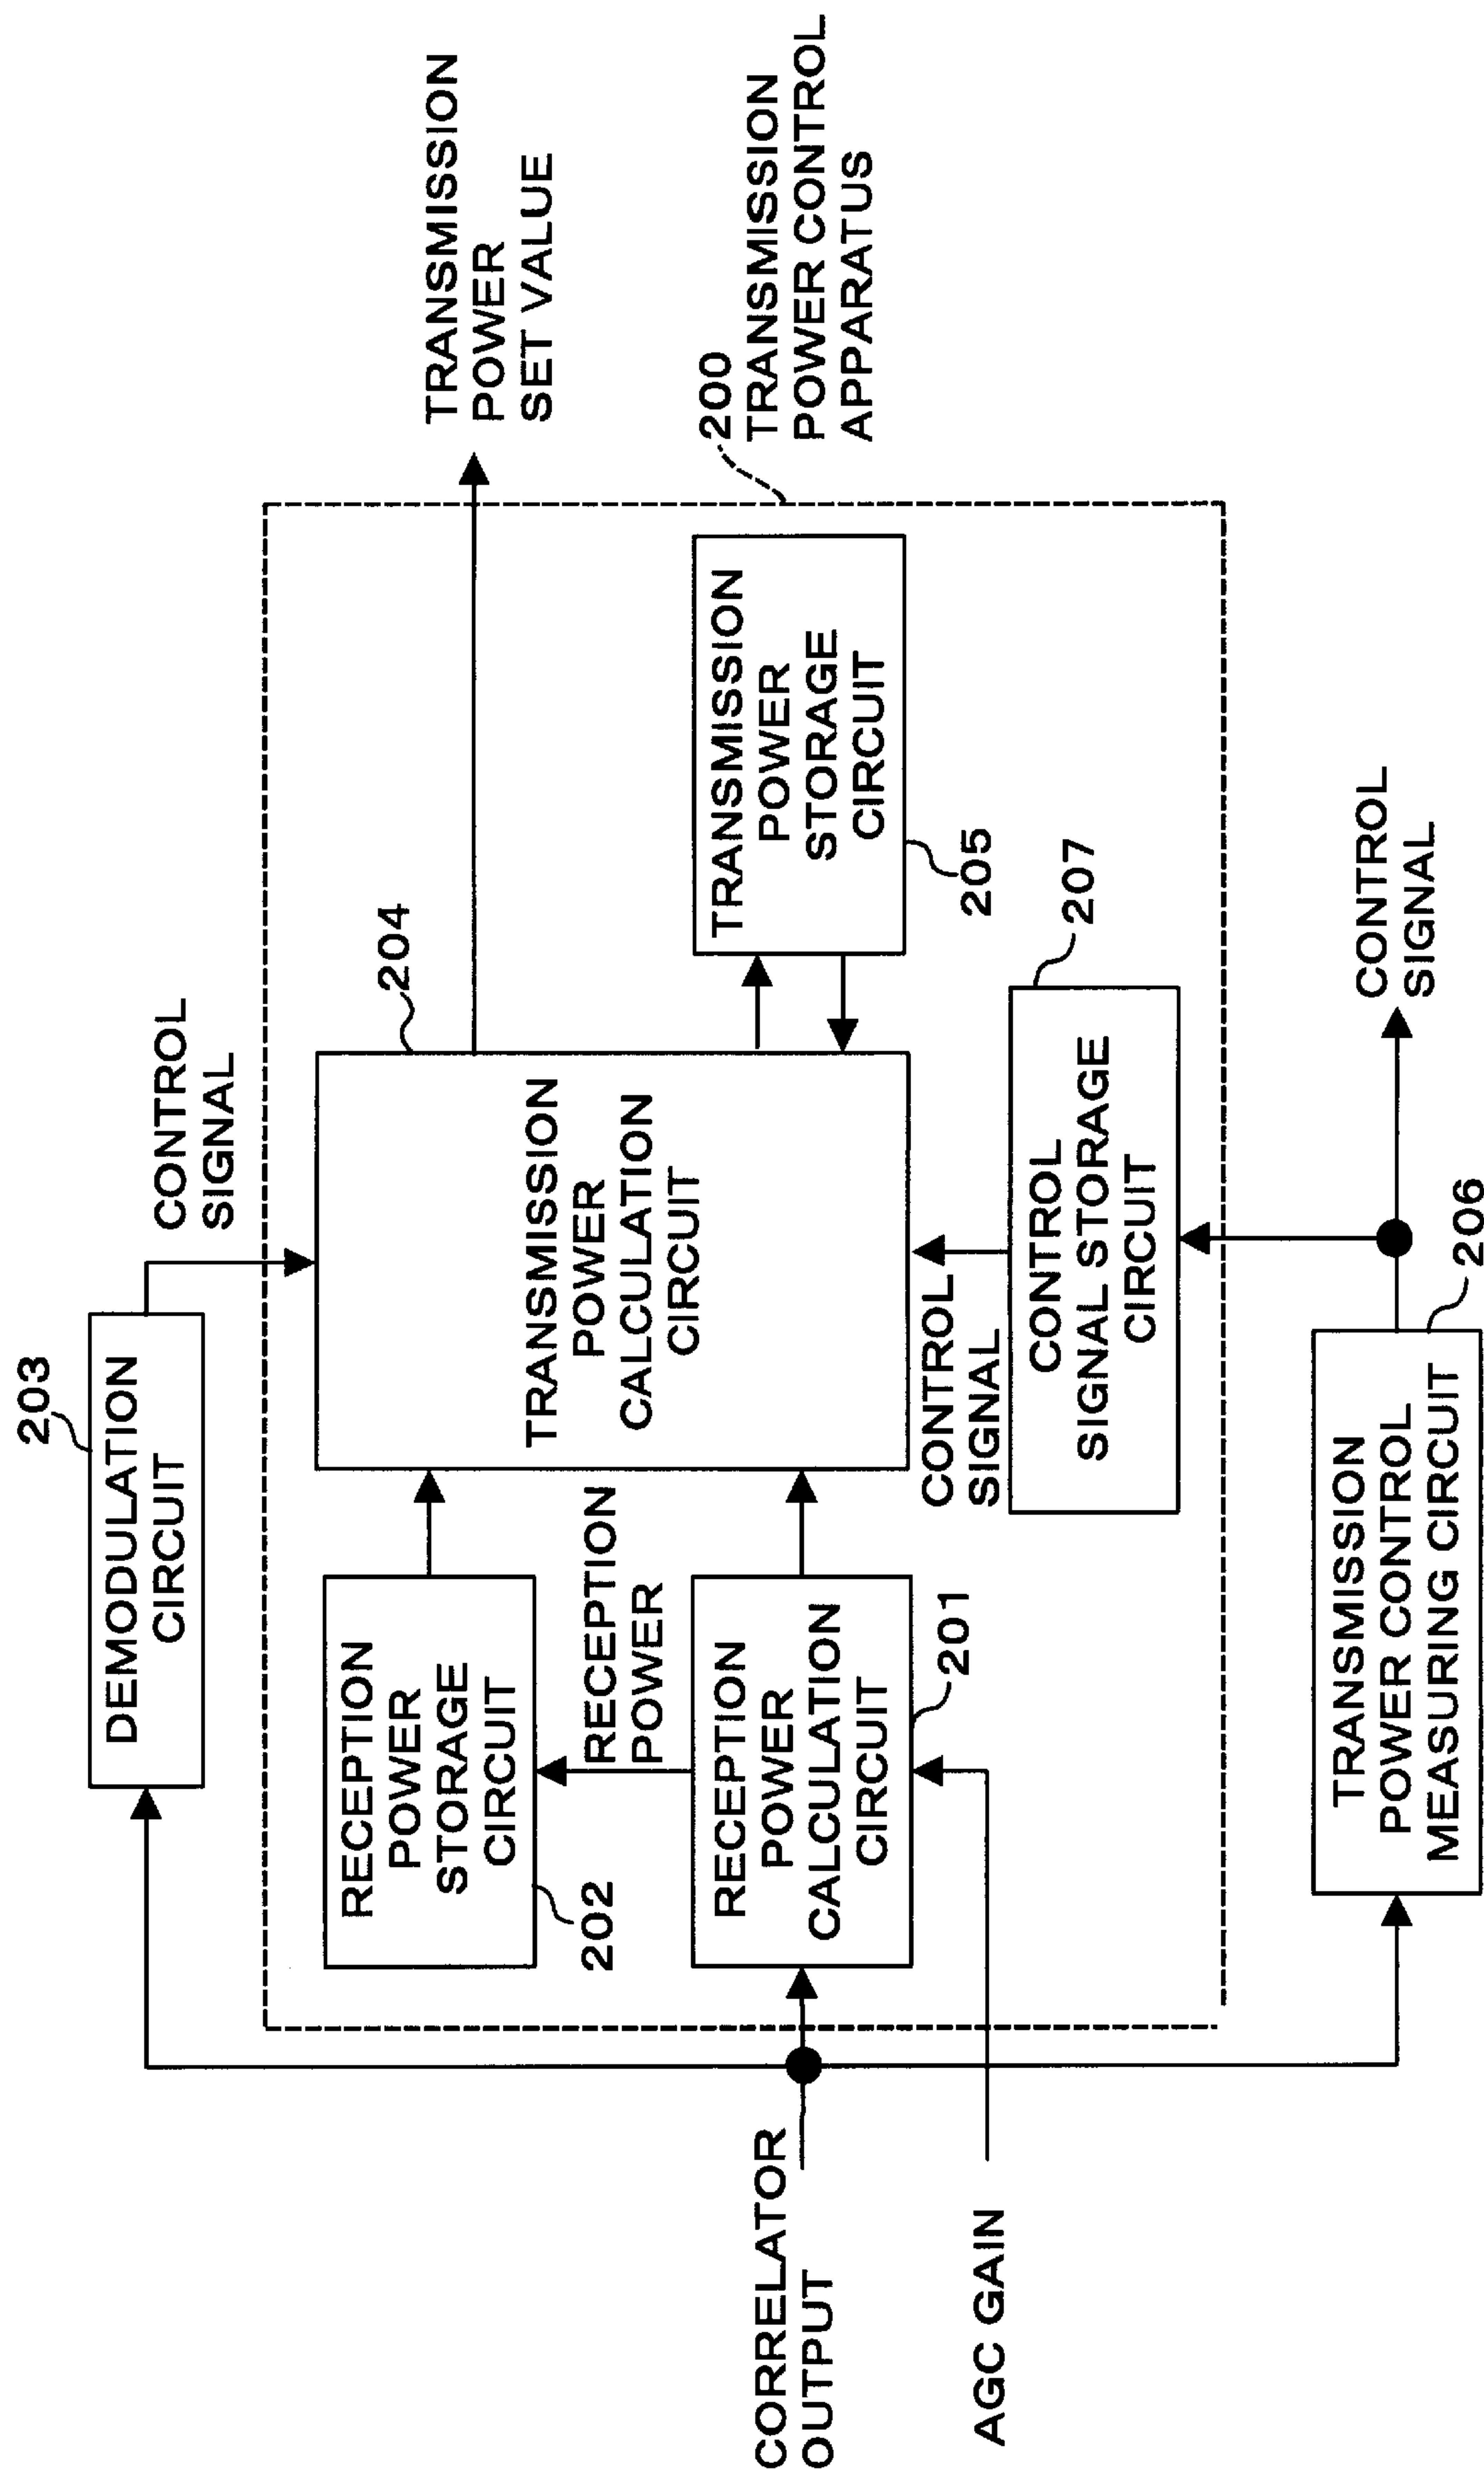 203
DEMODULATION
CIRCUIT
CONTROL
SIGNAL
204
TRANSMISSION
POWER
SET VALUE
RECEPTION
POWER
STORAGE
CIRCUIT
202
RECEPTION
POWER
TRANSMISSION
POWER
CALCULATION
CIRCUIT
200
TRANSMISSION
POWER CONTROL
APPARATUS
CORRELATOR
OUTPUT
RECEPTION
POWER
CALCULATION
CIRCUIT
201
TRANSMISSION
POWER
STORAGE
CIRCUIT
205
AGC GAIN
CONTROL
SIGNAL
CONTROL
SIGNAL STORAGE
CIRCUIT
207
TRANSMISSION
POWER CONTROL
MEASURING CIRCUIT
206
CONTROL
SIGNAL